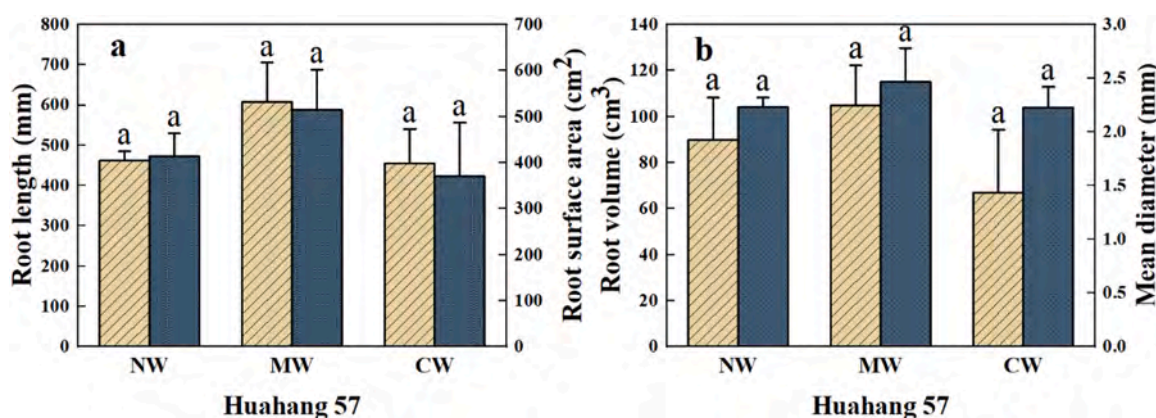 a
Root length (mm)
800
700
600
500
400
300
200
100
0
a a a a a a
700
600
500
400
300
200
100
0
Root surface area (cm²)
NW MW CW
Huahang 57
b
Root volume (cm³)
140
120
100
80
60
40
20
0
a a a a a a
3.0
2.5
2.0
1.5
1.0
0.5
0.0
Mean diameter (mm)
NW MW CW
Huahang 57